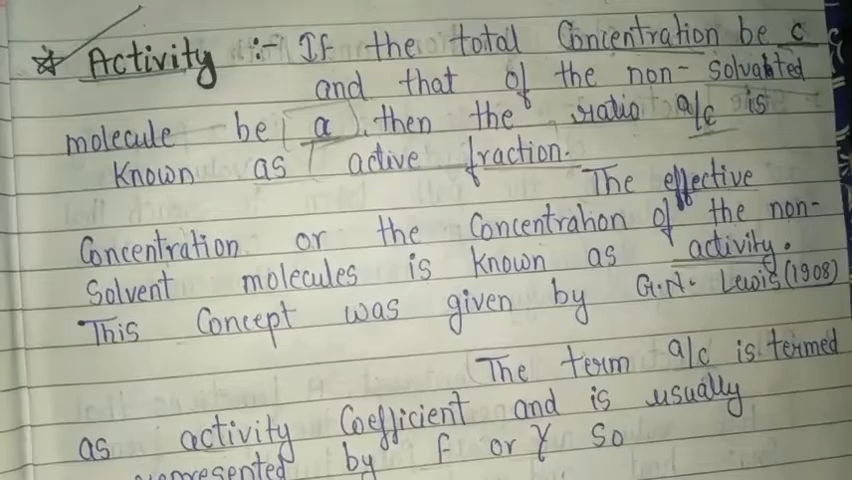 Activity :- If the total Concentration be c
and that of the non-solvated
molecule be a, then the ratio a/c is
known as active fraction.
The effective
Concentration or the Concentration of the non-
Solvent molecules is known as activity.
This Concept was given by G.N. Lewis (1908)
The term a/c is termed
as activity Coefficient and is usually
represented by f or γ So